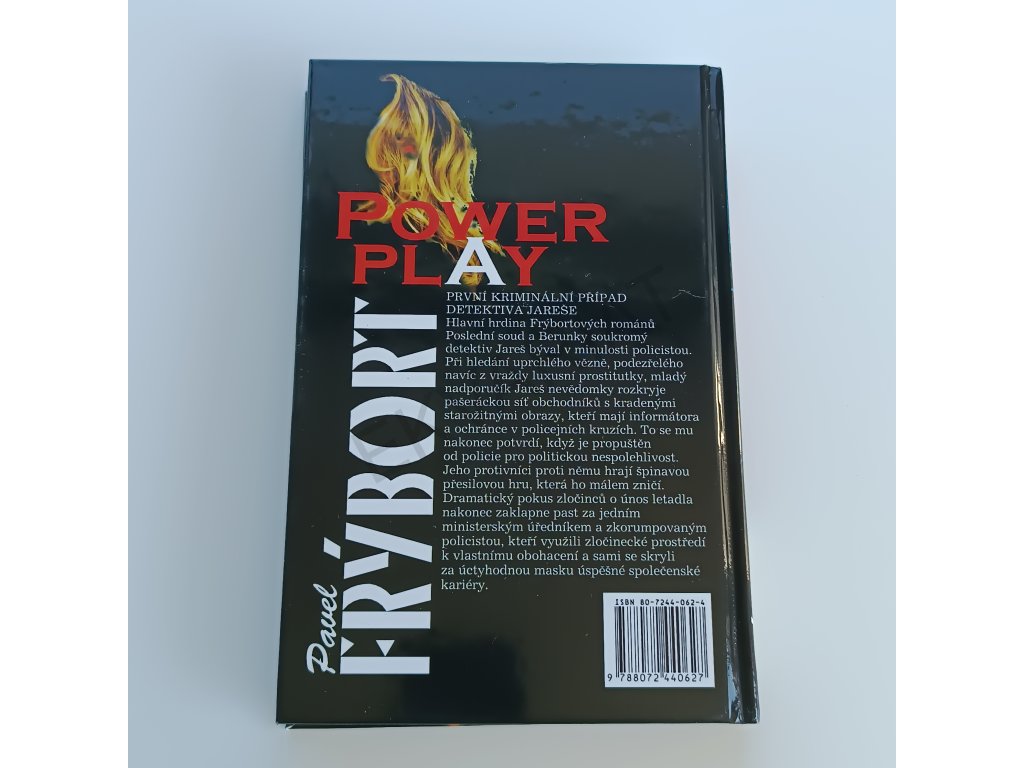 POWER
PLAY
Pavel
FRÝBORT
PRVNÍ KRIMINÁLNÍ PŘÍPAD
DETEKTIVA JAREŠE
Hlavní hrdina Frýbortových románů
Poslední soud a Berunky soukromý
detektiv Jareš býval v minulosti policistou.
Při hledání uprchlého vězně, podezřelého
navíc z vraždy luxusní prostitutky, mladý
nadporučík Jareš nevědomky rozkryje
pašeráckou síť obchodníků s kradenými
starožitnými obrazy, kteří mají informátora
a ochránce v policejních kruzích. To se mu
nakonec potvrdí, když je propuštěn
od policie pro politickou nespolehlivost.
Jeho protivníci proti němu hrají špinavou
přesilovou hru, která ho málem zničí.
Dramatický pokus zločinců o únos letadla
nakonec zaklapne past za jedním
ministerským úředníkem a zkorumpovaným
policistou, kteří využili zločinecké prostředí
k vlastnímu obohacení a sami se skryli
za úctyhodnou masku úspěšné společenské
kariéry.
ISBN 80-7244-062-4
9 788072 440627